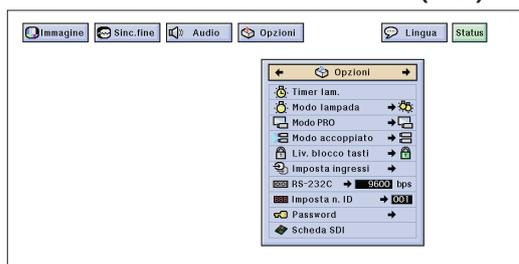 Immagine Sinc.fine Audio Opzioni Lingua Status
Opzioni
Timer lam.
Modo lampada
Modo PRO
Modo accoppiato
Liv. blocco tasti
Imposta ingressi
RS-232C 9600 bps
Imposta n. ID 001
Password
Scheda SDI